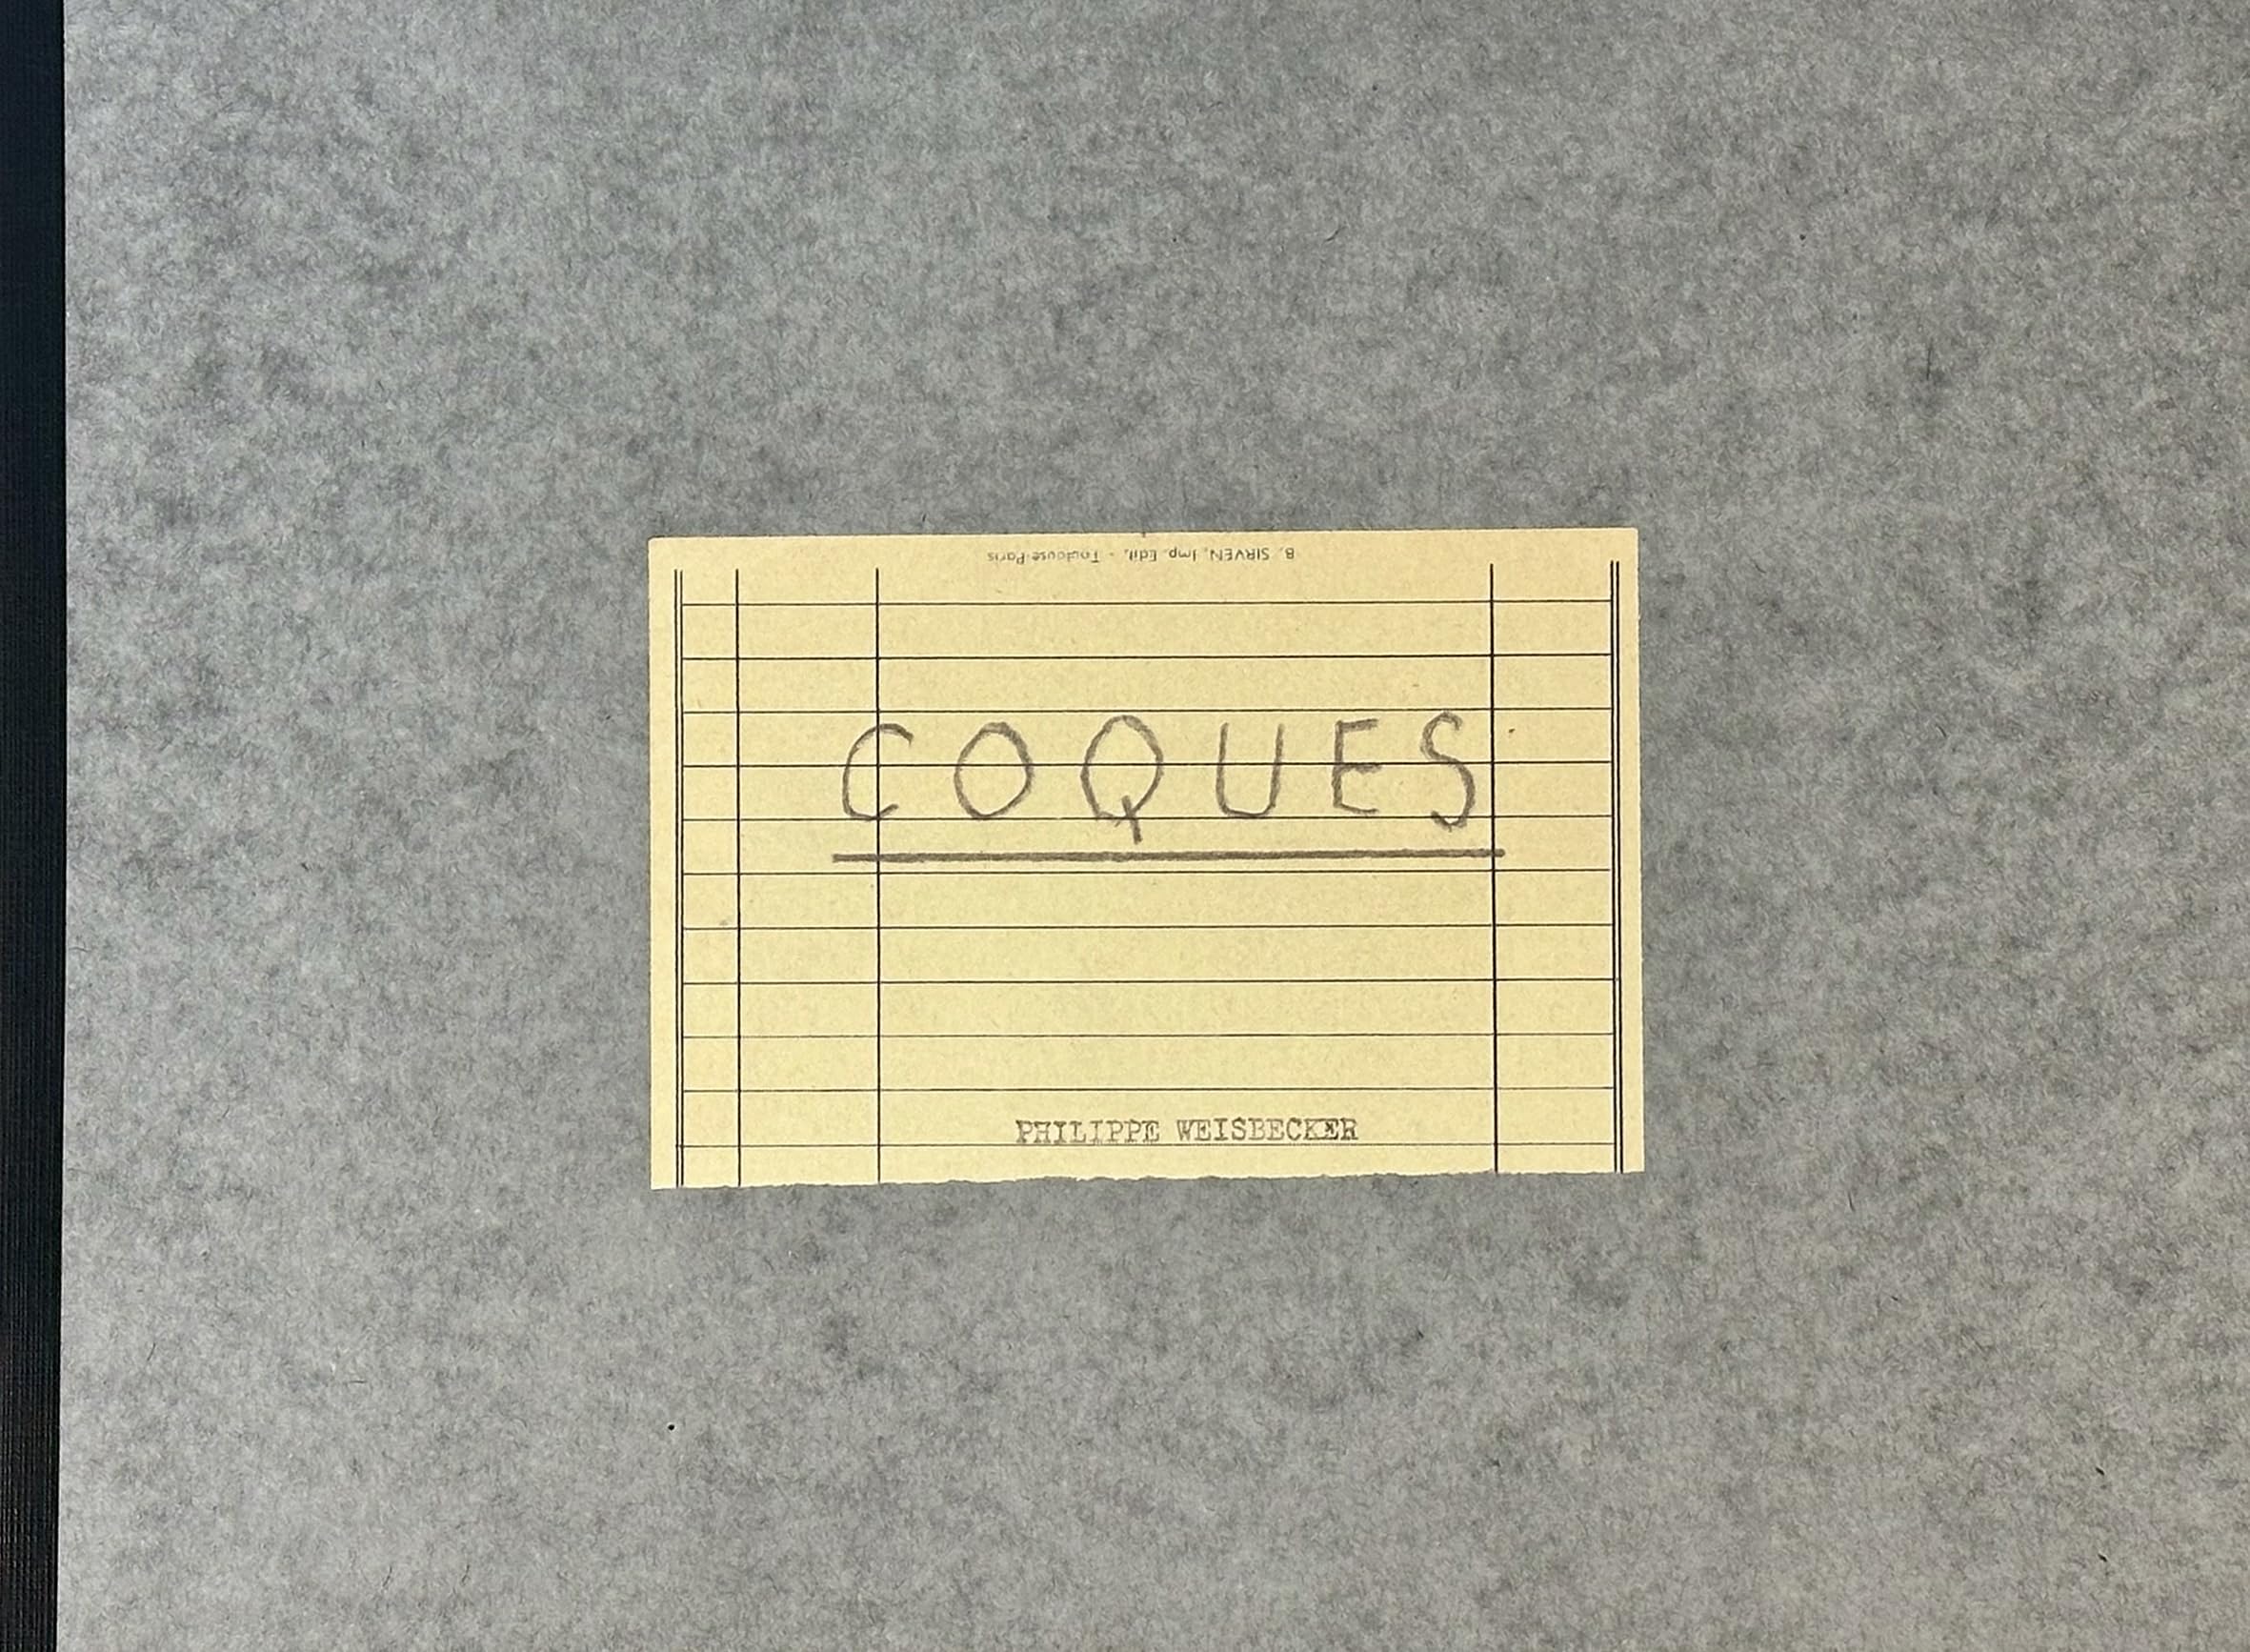 B. SIRVEN, Imp. Edit. - Toulouse-Paris
COQUES
PHILIPPE WEISBECKER